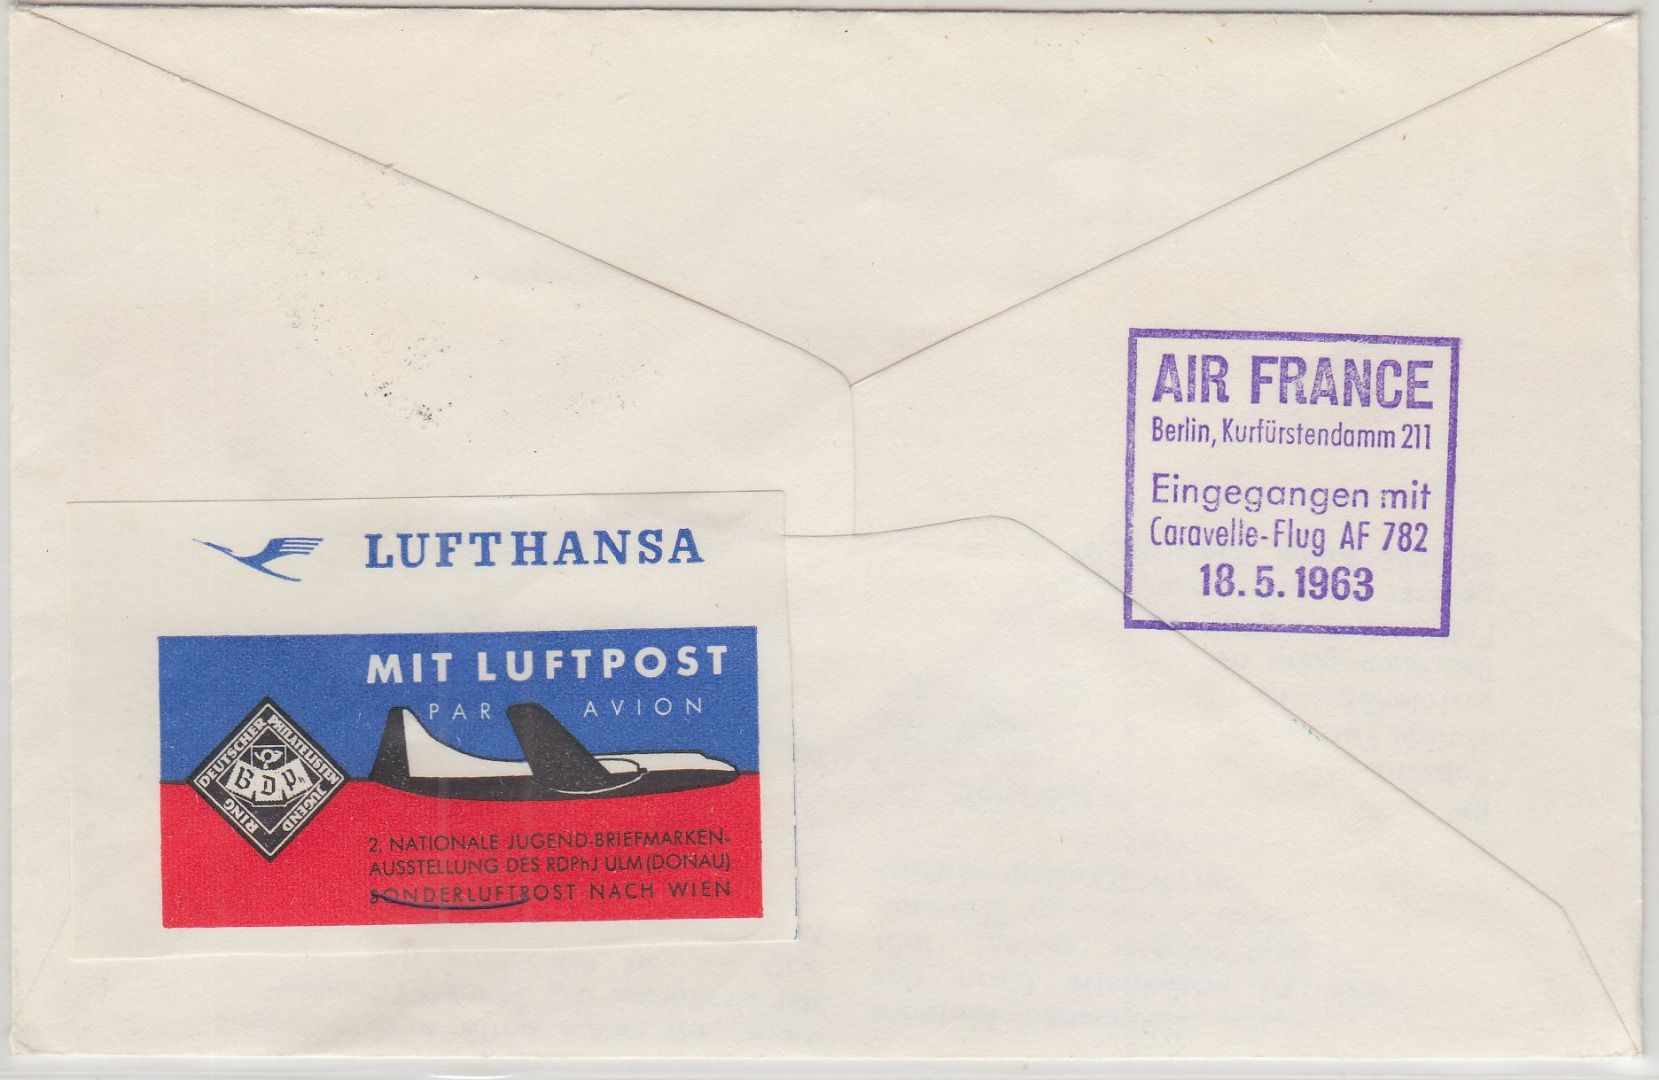 AIR FRANCE
Berlin, Kurfürstendamm 211
Eingegangen mit
Caravelle-Flug AF 782
18. 5. 1963
LUFTHANSA
MIT LUFTPOST
PAR AVION
DEUTSCHER PHILATELISTEN
JUGEND
RING
BDPh
2. NATIONALE JUGEND-BRIEFMARKEN-
AUSSTELLUNG DES RDPhJ ULM (DONAU)
SONDERLUFTPOST NACH WIEN